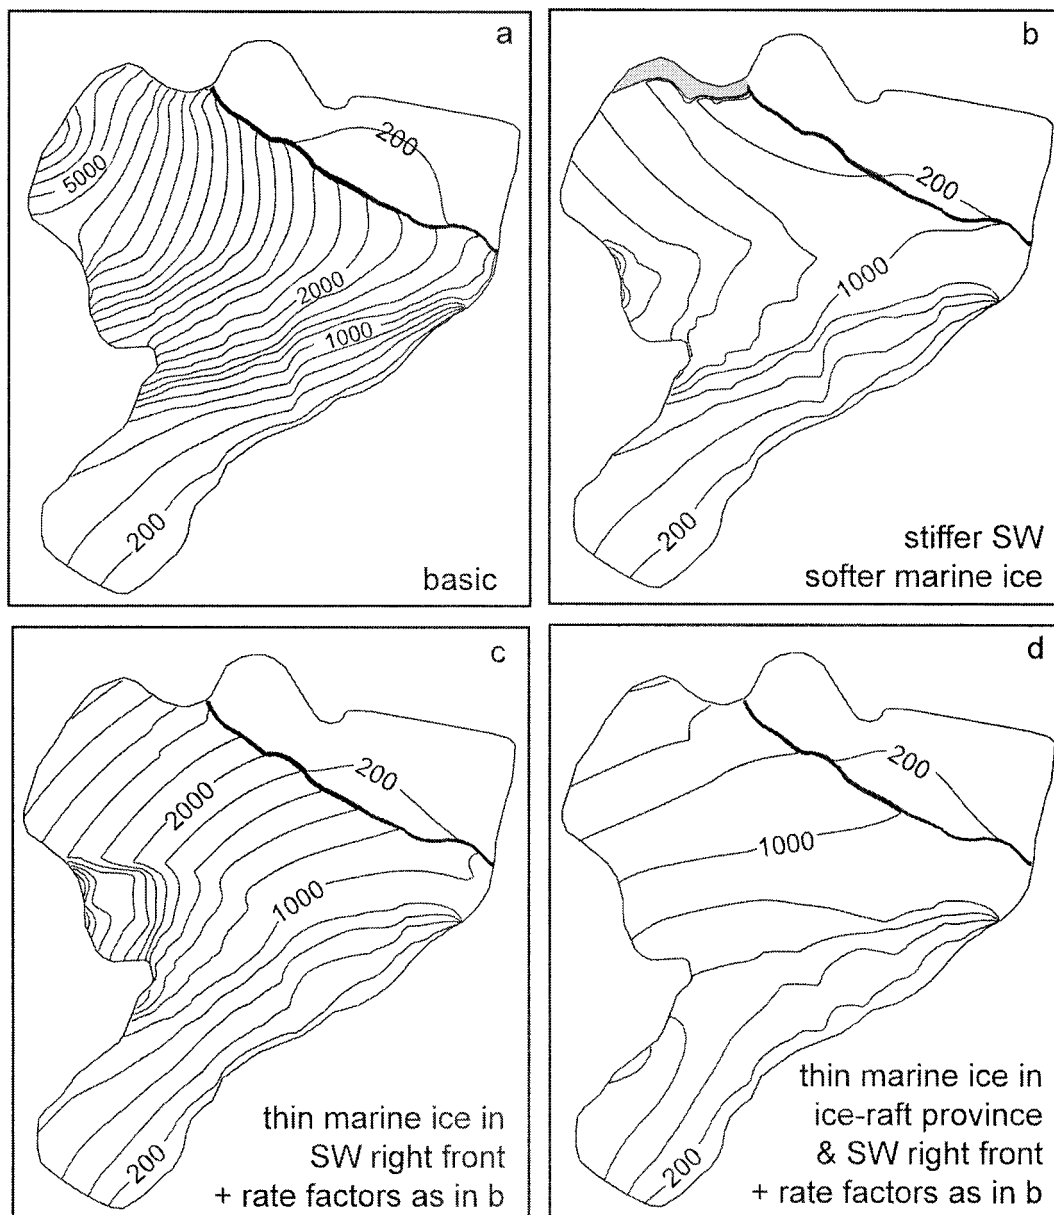 a
200
5000
2000
1000
200
basic
b
200
1000
200
stiffer SW
softer marine ice
c
200
2000
1000
200
thin marine ice in
SW right front
+ rate factors as in b
d
200
1000
200
thin marine ice in
ice-raft province
& SW right front
+ rate factors as in b